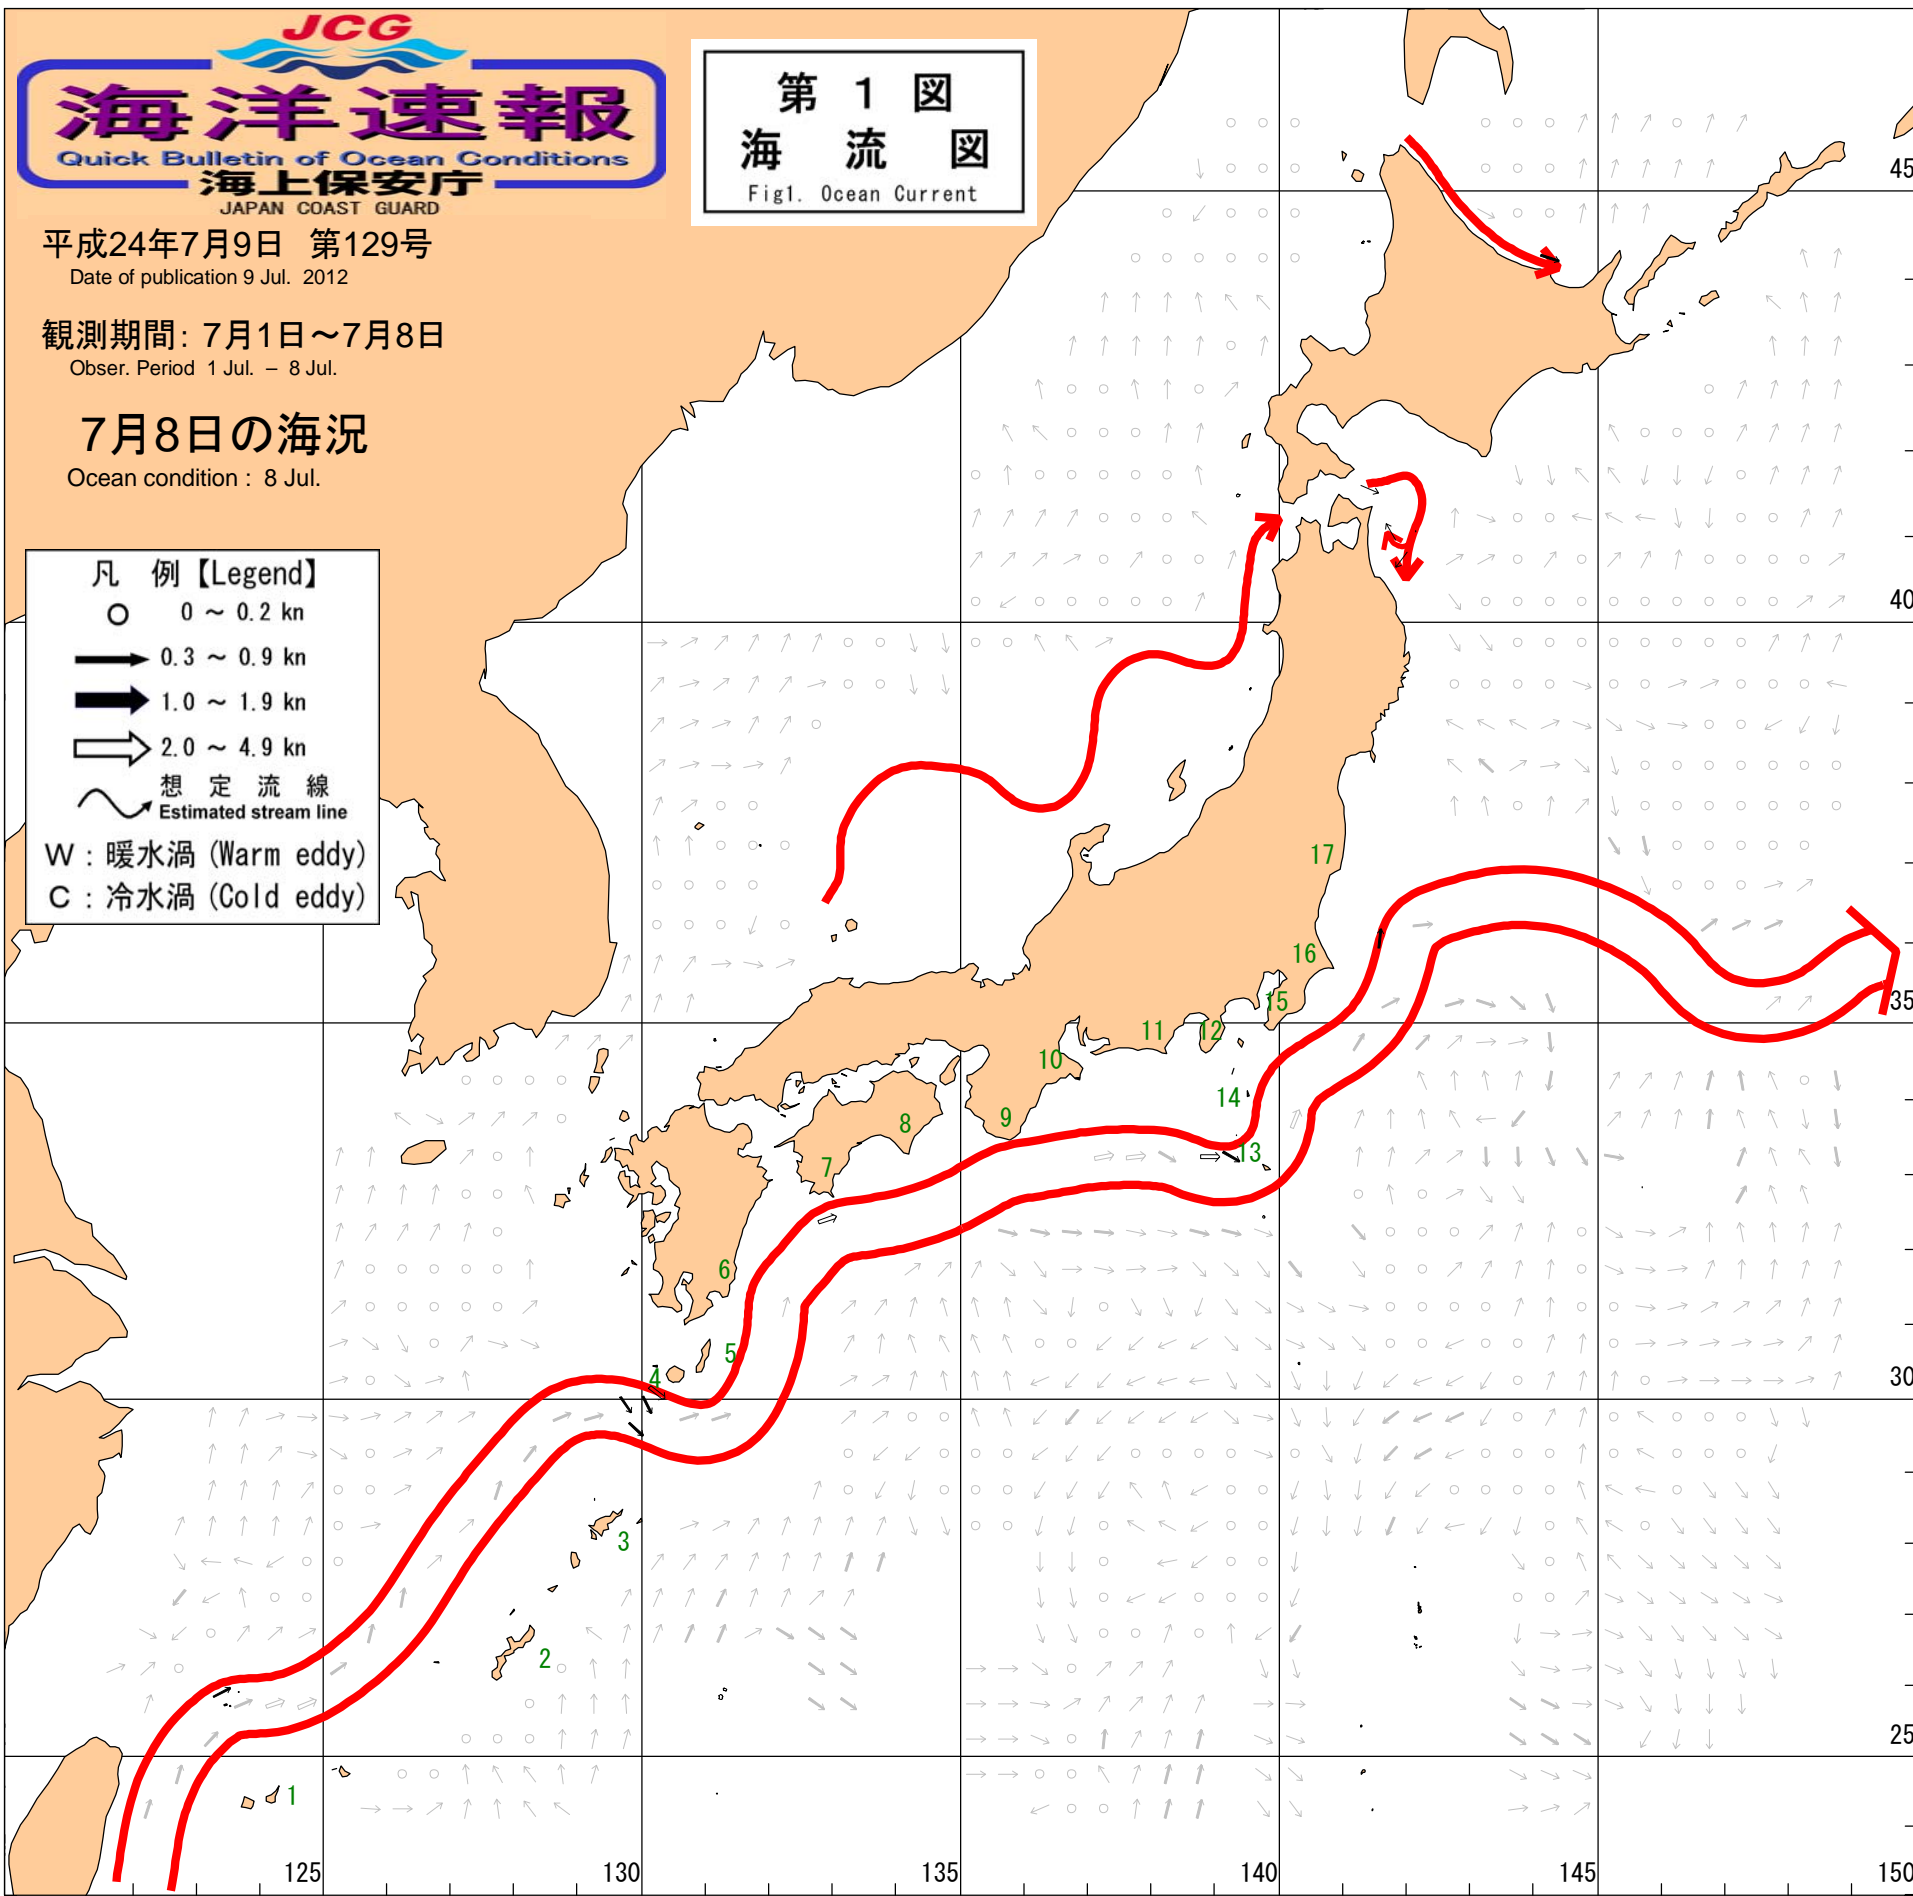 JCG
海洋速報
Quick Bulletin of Ocean Conditions
海上保安庁
JAPAN COAST GUARD
第 1 図
海 流 図
Fig1. Ocean Current
平成24年7月9日 第129号
Date of publication 9 Jul. 2012
観測期間: 7月1日～7月8日
Obser. Period 1 Jul. – 8 Jul.
7月8日の海況
Ocean condition : 8 Jul.
凡 例【Legend】
0 ～ 0.2 kn
0.3 ～ 0.9 kn
1.0 ～ 1.9 kn
2.0 ～ 4.9 kn
想 定 流 線
Estimated stream line
W : 暖水渦 (Warm eddy)
C : 冷水渦 (Cold eddy)
45
40
17
16
35
15
12
11
10
14
9
8
13
7
6
5
4
30
3
2
25
1
125
130
135
140
145
150